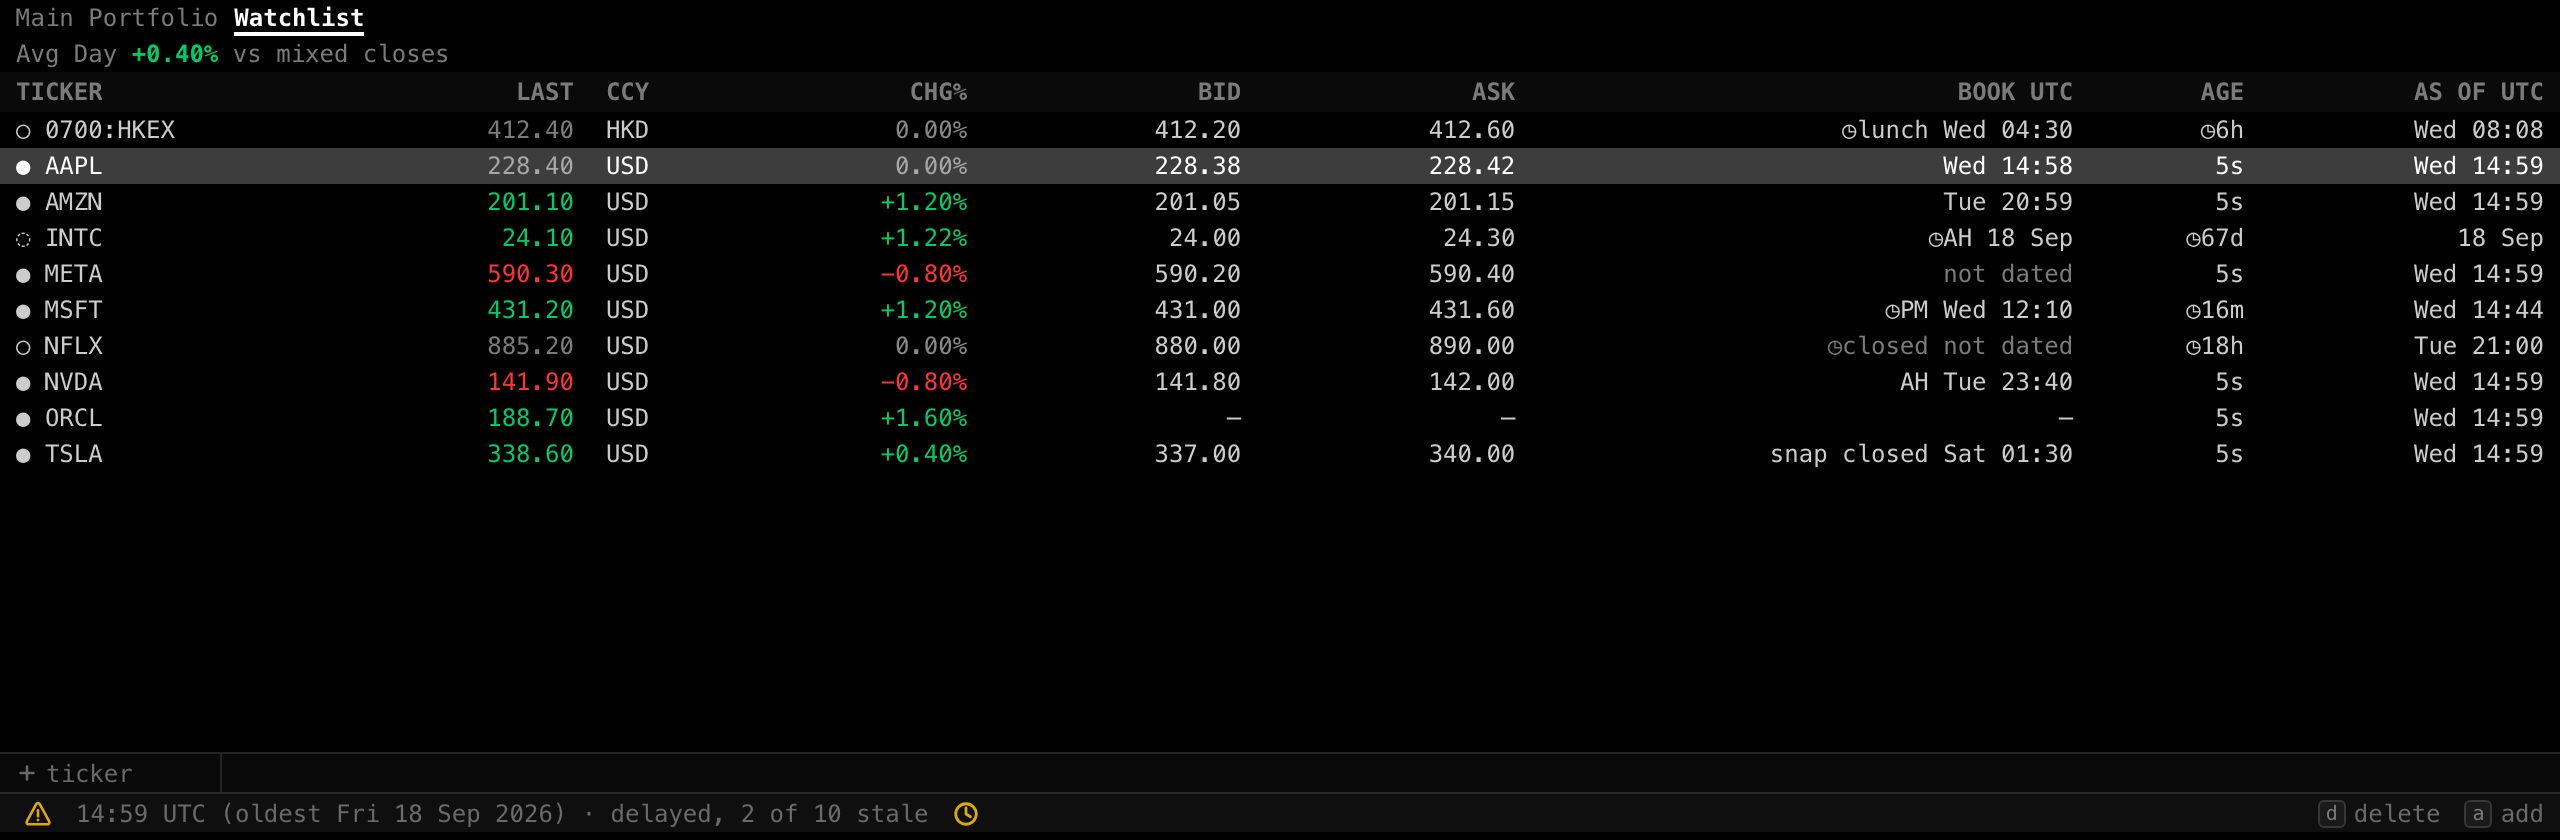 Main Portfolio Watchlist
Avg Day +0.40% vs mixed closes
TICKER LAST CCY CHG% BID ASK BOOK UTC AGE AS OF UTC
○ 0700:HKEX 412.40 HKD 0.00% 412.20 412.60 ◷lunch Wed 04:30 ◷6h Wed 08:08
● AAPL 228.40 USD 0.00% 228.38 228.42 Wed 14:58 5s Wed 14:59
● AMZN 201.10 USD +1.20% 201.05 201.15 Tue 20:59 5s Wed 14:59
◌ INTC 24.10 USD +1.22% 24.00 24.30 ◷AH 18 Sep ◷67d 18 Sep
● META 590.30 USD −0.80% 590.20 590.40 not dated 5s Wed 14:59
● MSFT 431.20 USD +1.20% 431.00 431.60 ◷PM Wed 12:10 ◷16m Wed 14:44
○ NFLX 885.20 USD 0.00% 880.00 890.00 ◷closed not dated ◷18h Tue 21:00
● NVDA 141.90 USD −0.80% 141.80 142.00 AH Tue 23:40 5s Wed 14:59
● ORCL 188.70 USD +1.60% — — — 5s Wed 14:59
● TSLA 338.60 USD +0.40% 337.00 340.00 snap closed Sat 01:30 5s Wed 14:59
+ ticker
14:59 UTC (oldest Fri 18 Sep 2026) · delayed, 2 of 10 stale d delete a add